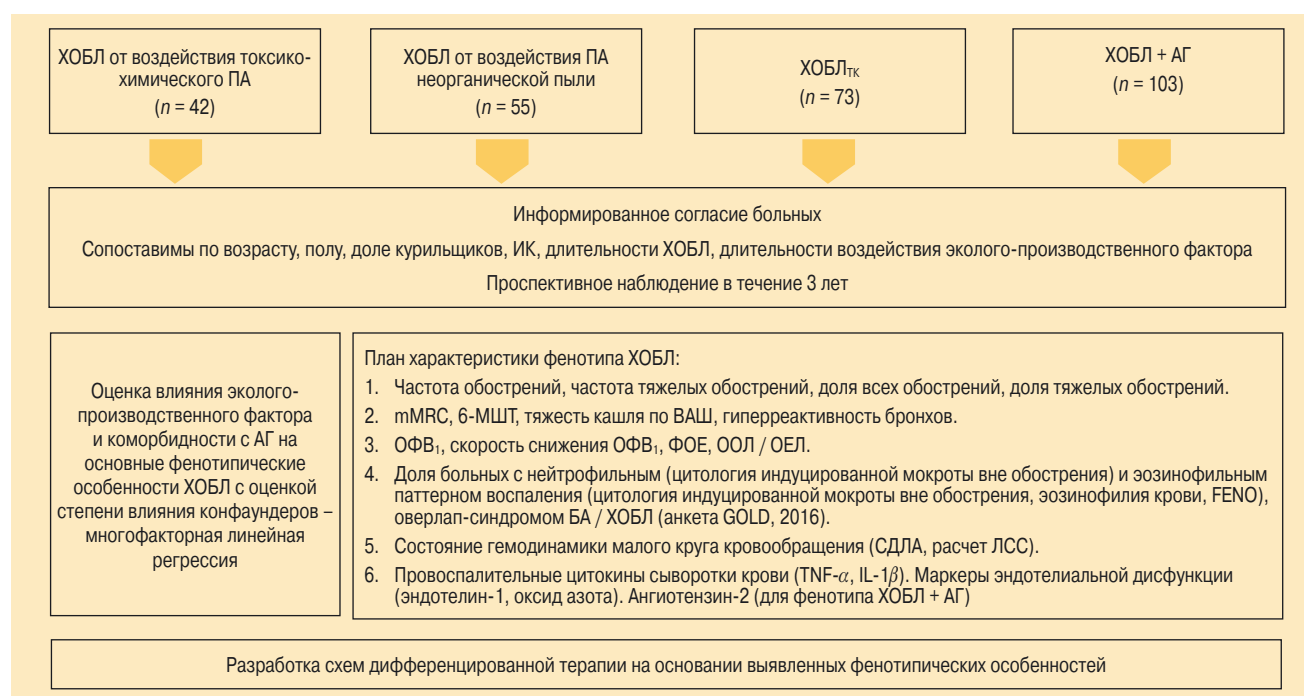 ХОБЛ от воздействия токсико-
химического ПА
(n = 42)
ХОБЛ от воздействия ПА
неорганической пыли
(n = 55)
ХОБЛТК
(n = 73)
ХОБЛ + АГ
(n = 103)
Информированное согласие больных
Сопоставимы по возрасту, полу, доле курильщиков, ИК, длительности ХОБЛ, длительности воздействия эколого-производственного фактора
Проспективное наблюдение в течение 3 лет
Оценка влияния эколого-
производственного фактора
и коморбидности с АГ на
основные фенотипические
особенности ХОБЛ с оценкой
степени влияния конфаундеров –
многофакторная линейная
регрессия
План характеристики фенотипа ХОБЛ:
1. Частота обострений, частота тяжелых обострений, доля всех обострений, доля тяжелых обострений.
2. mMRC, 6-МШТ, тяжесть кашля по ВАШ, гиперреактивность бронхов.
3. ОФВ1, скорость снижения ОФВ1, ФОЕ, ООЛ / ОЕЛ.
4. Доля больных с нейтрофильным (цитология индуцированной мокроты вне обострения) и эозинофильным
паттерном воспаления (цитология индуцированной мокроты вне обострения, эозинофилия крови, FENO),
оверлап-синдромом БА / ХОБЛ (анкета GOLD, 2016).
5. Состояние гемодинамики малого круга кровообращения (СДЛА, расчет ЛСС).
6. Провоспалительные цитокины сыворотки крови (TNF-α, IL-1β). Маркеры эндотелиальной дисфункции
(эндотелин-1, оксид азота). Ангиотензин-2 (для фенотипа ХОБЛ + АГ)
Разработка схем дифференцированной терапии на основании выявленных фенотипических особенностей